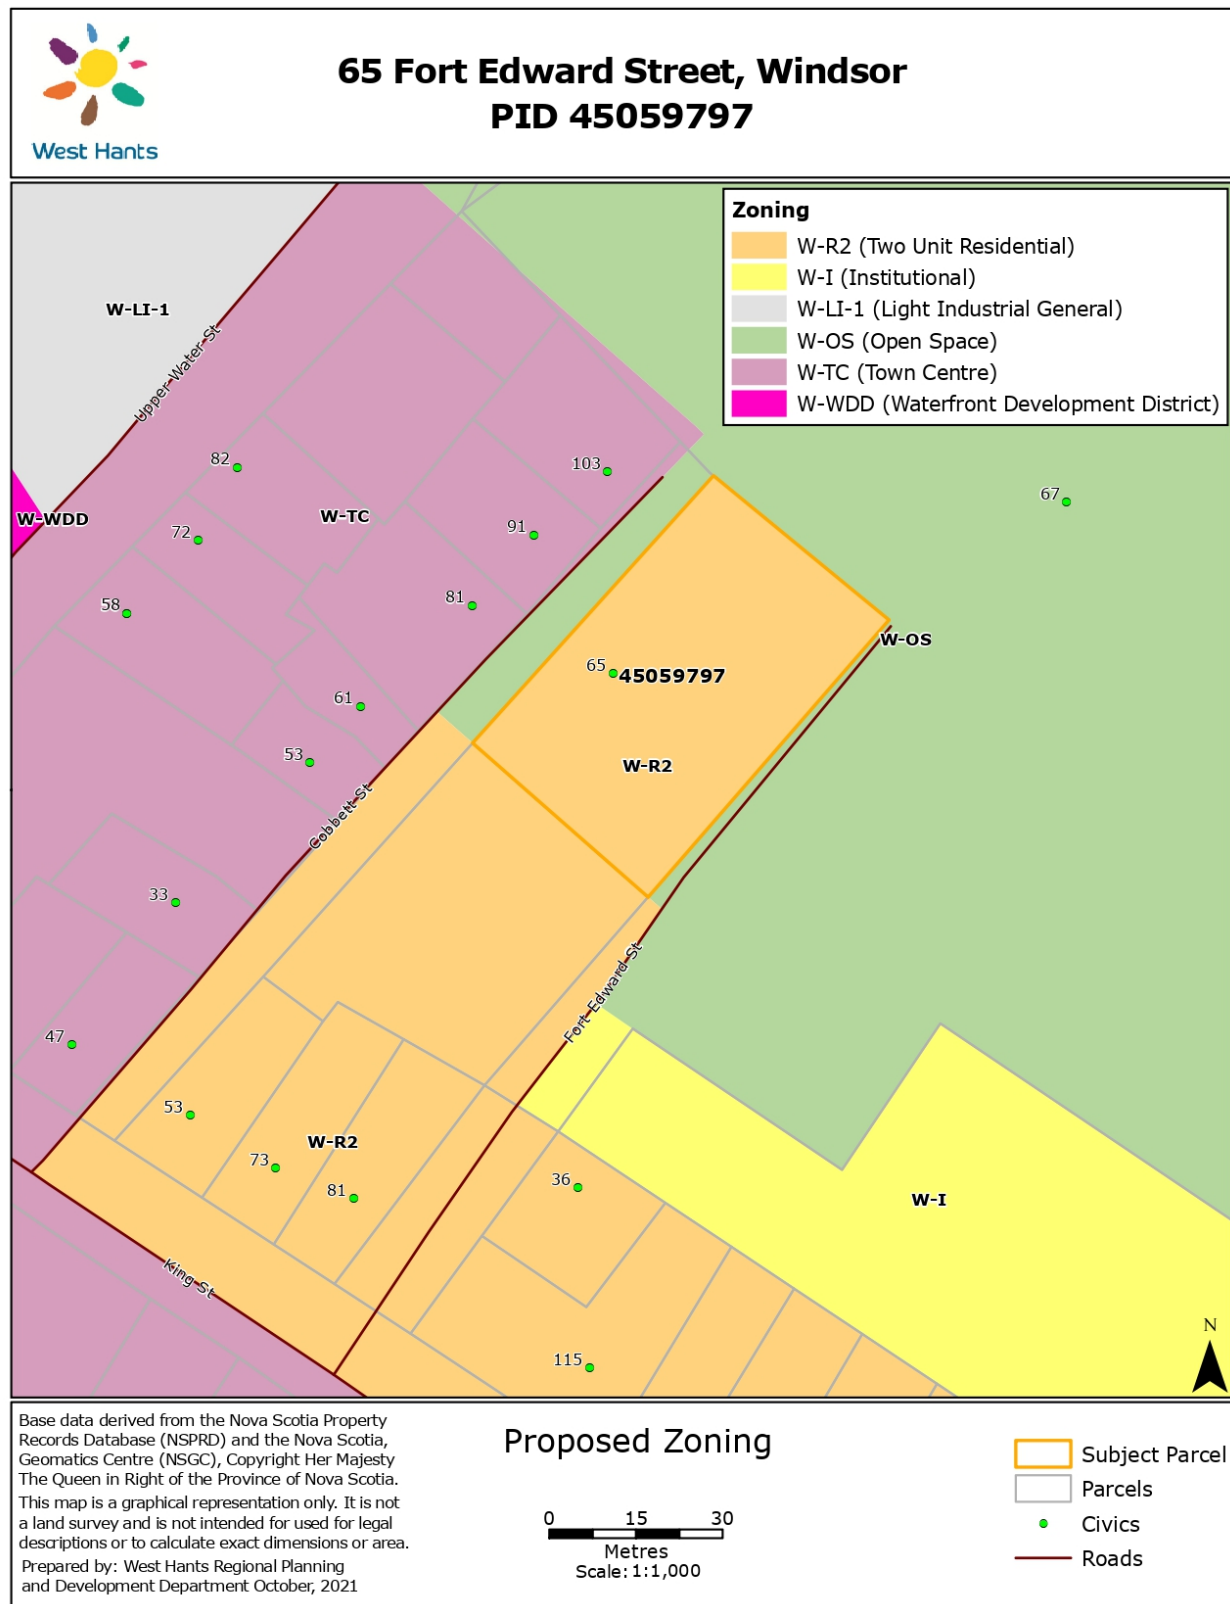 65 Fort Edward Street, Windsor
PID 45059797
West Hants
Zoning
W-R2 (Two Unit Residential)
W-I (Institutional)
W-LI-1 (Light Industrial General)
W-OS (Open Space)
W-TC (Town Centre)
W-WDD (Waterfront Development District)
W-LI-1
Upper Water St
82
103
67
W-WDD
W-TC
72
91
58
81
W-OS
65
45059797
61
53
W-R2
Cobbett St
33
Fort Edward St
47
53
W-R2
73
81
36
W-I
King St
N
115
Base data derived from the Nova Scotia Property
Records Database (NSPRD) and the Nova Scotia,
Geomatics Centre (NSGC), Copyright Her Majesty
The Queen in Right of the Province of Nova Scotia.
This map is a graphical representation only. It is not
a land survey and is not intended for used for legal
descriptions or to calculate exact dimensions or area.
Prepared by: West Hants Regional Planning
and Development Department October, 2021
Proposed Zoning
0 15 30
Metres
Scale: 1:1,000
Subject Parcel
Parcels
Civics
Roads